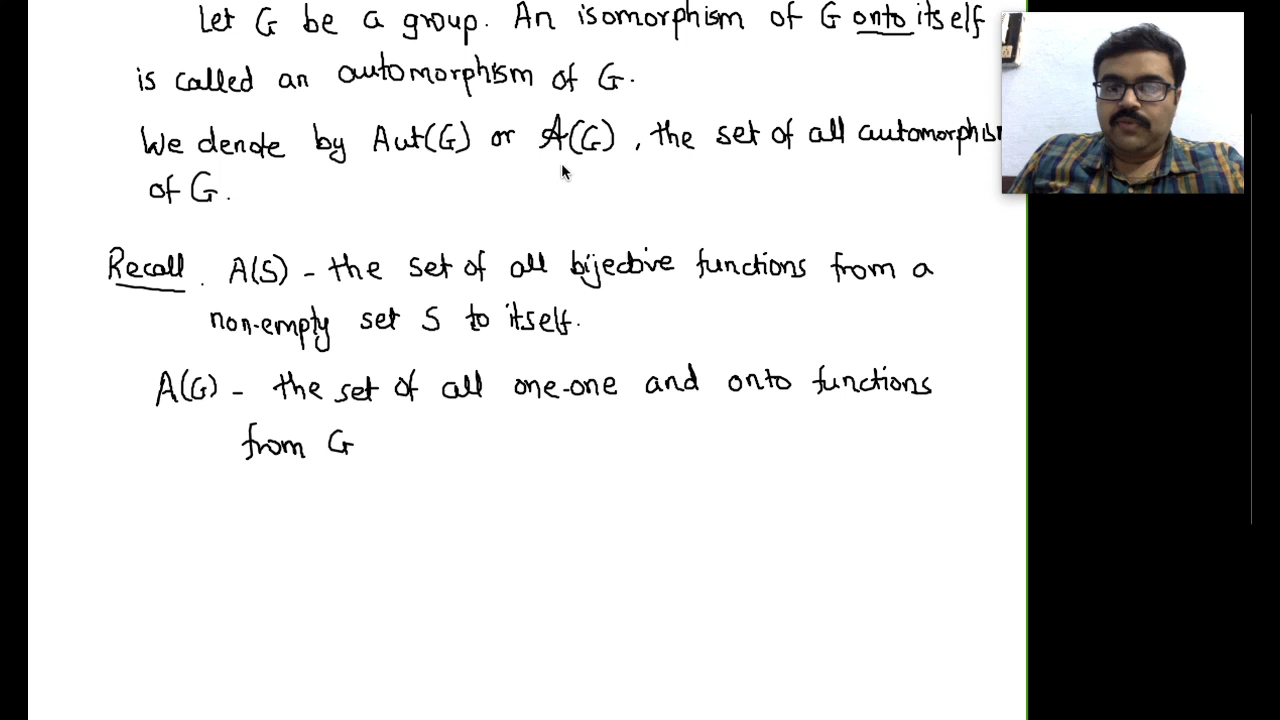 Let G be a group. An isomorphism of G onto itself
is called an automorphism of G.
We denote by Aut(G) or 𝒜(G), the set of all automorphism
of G.
Recall. A(S) - the set of all bijective functions from a
non-empty set S to itself.
A(G) - the set of all one-one and onto functions
from G